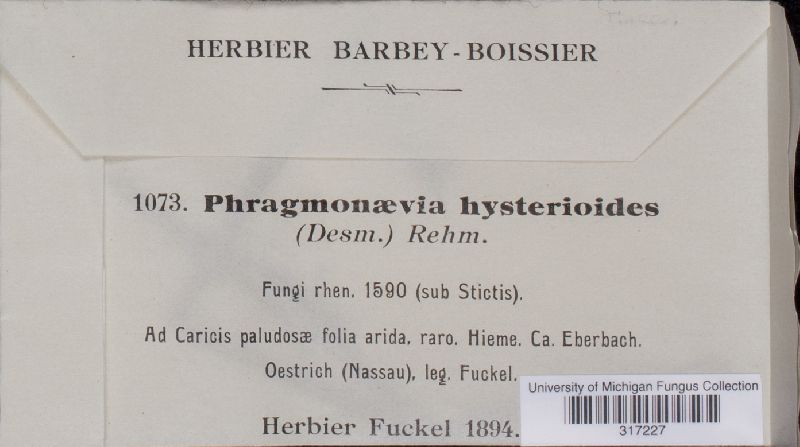 HERBIER BARBEY-BOISSIER
1073. Phragmonævia hysterioides
(Desm.) Rehm.
Fungi rhen. 1590 (sub Stictis).
Ad Caricis paludosæ folia arida, raro. Hieme. Ca. Eberbach.
Oestrich (Nassau), leg. Fuckel.
Herbier Fuckel 1894.
University of Michigan Fungus Collection
317227